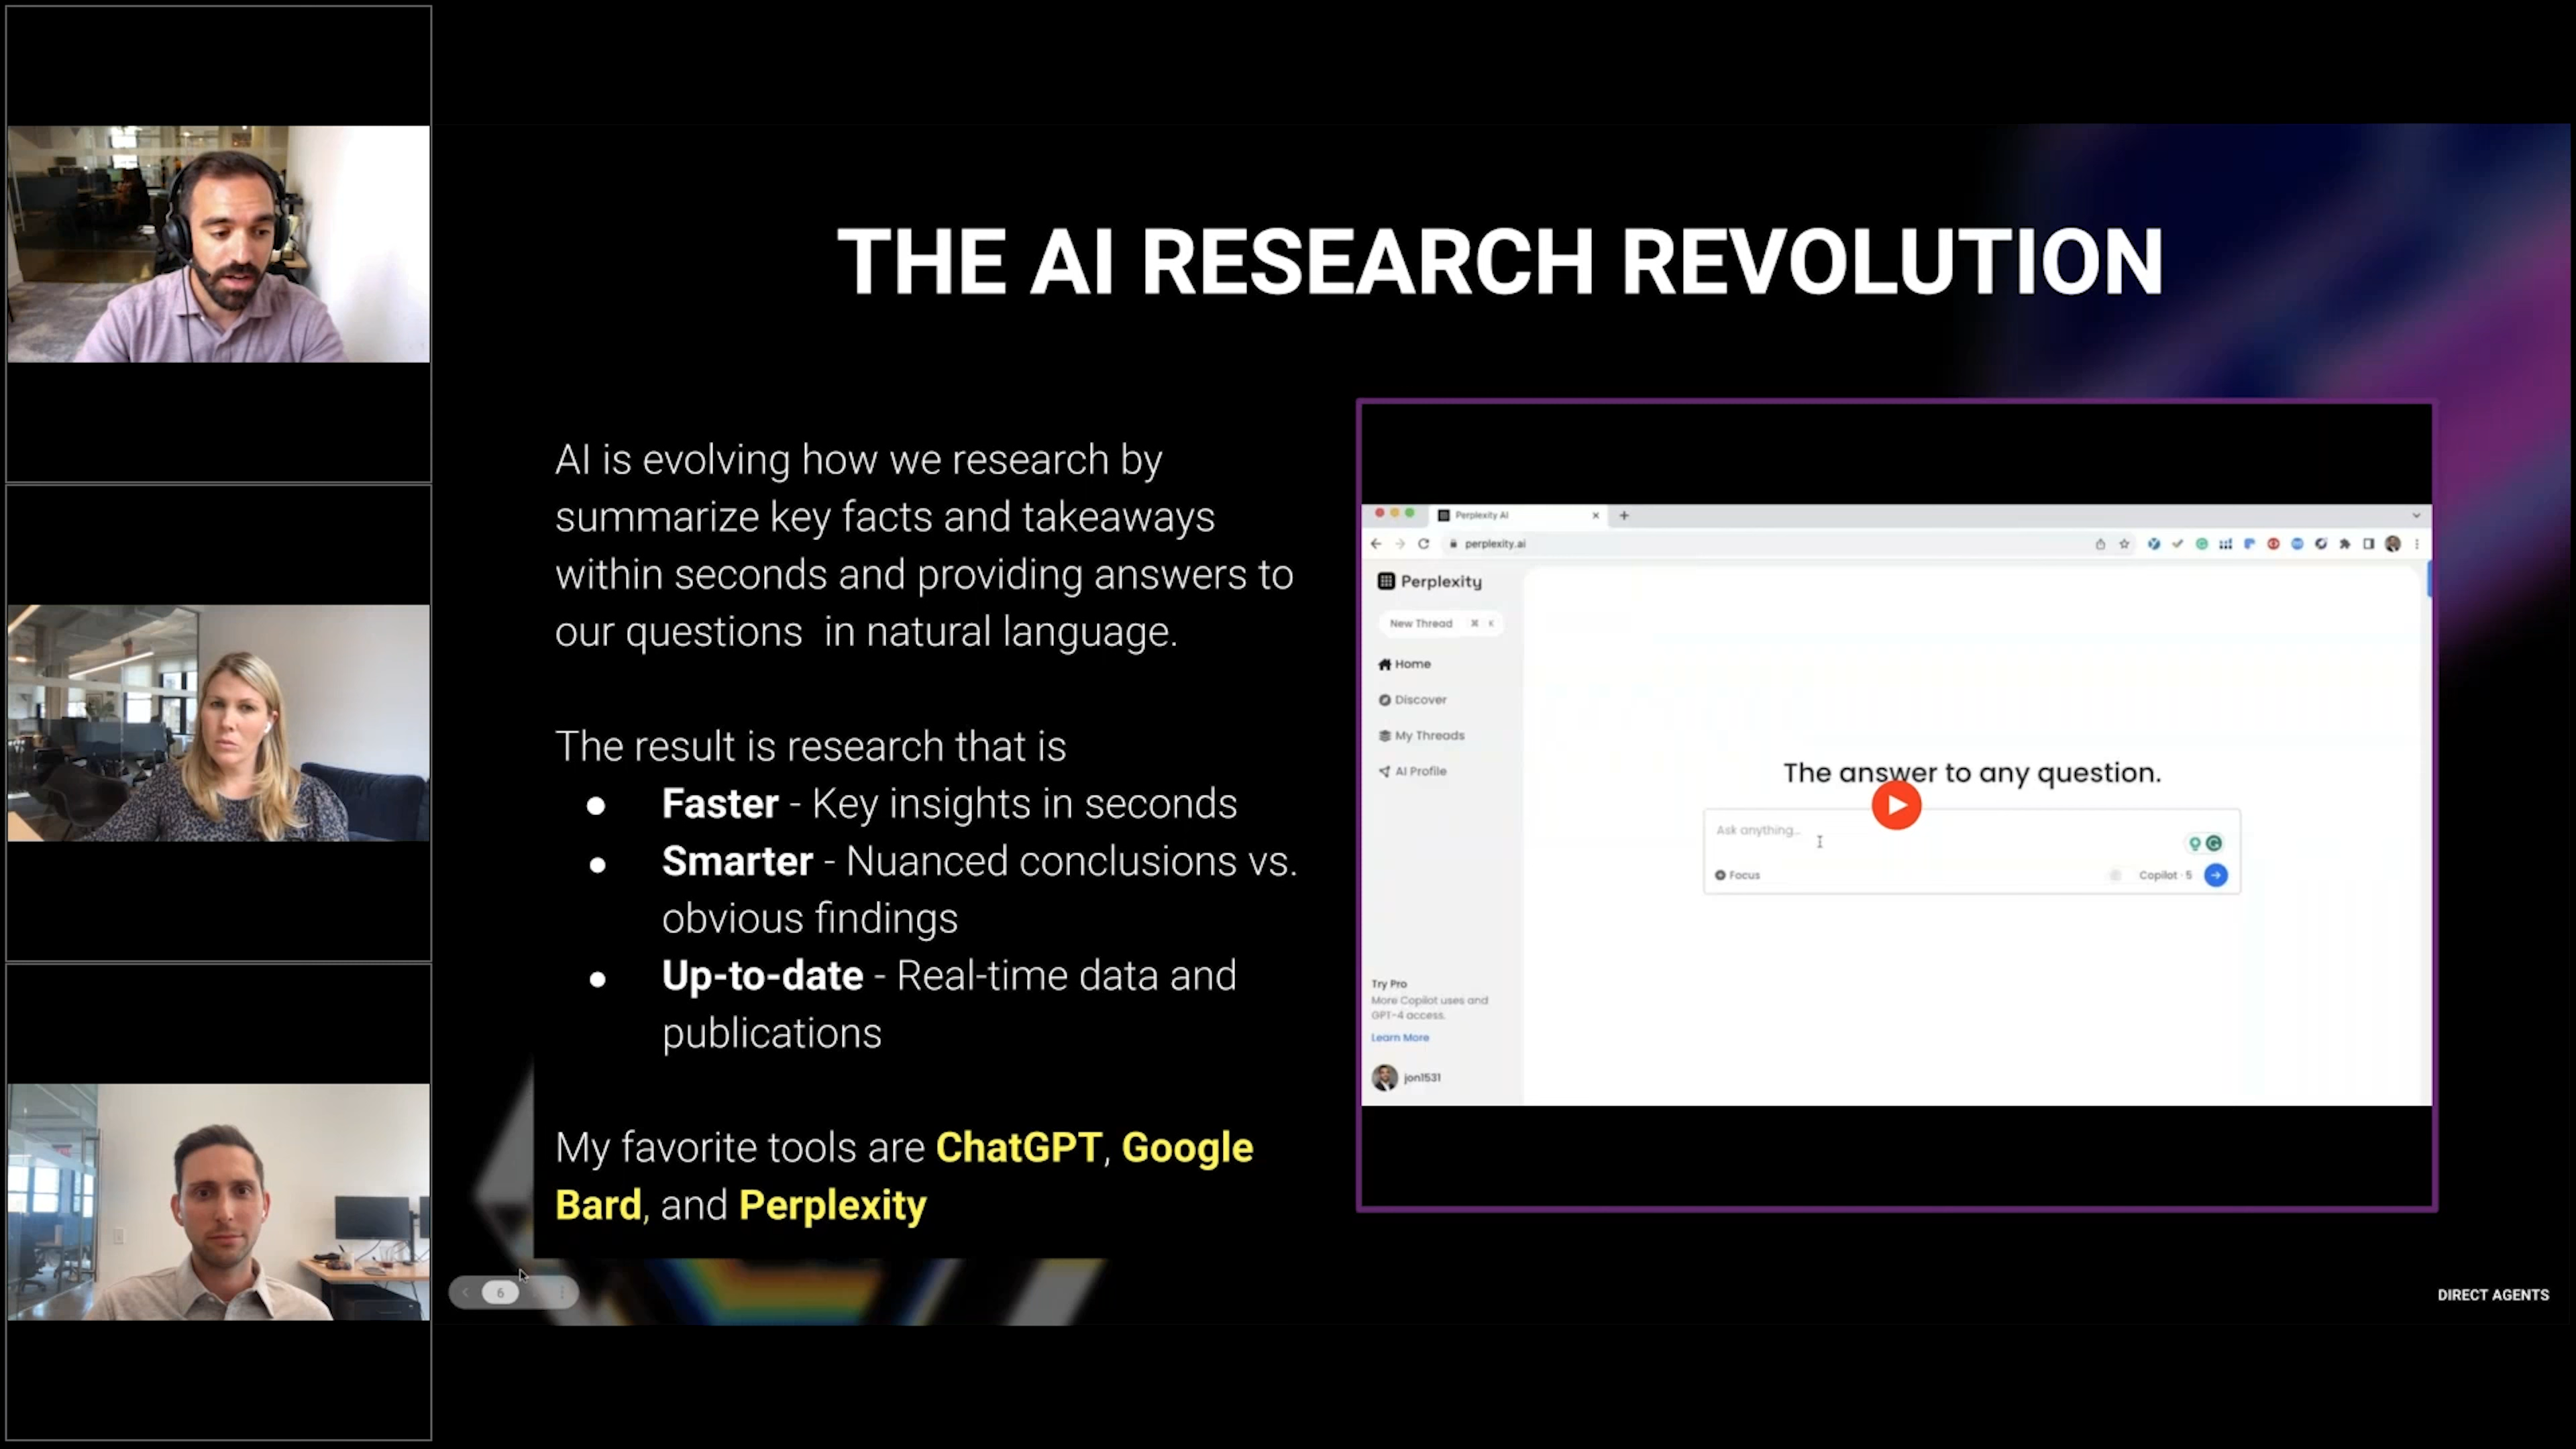 THE AI RESEARCH REVOLUTION
AI is evolving how we research by
summarize key facts and takeaways
within seconds and providing answers to
our questions in natural language.
The result is research that is
● Faster - Key insights in seconds
● Smarter - Nuanced conclusions vs.
obvious findings
● Up-to-date - Real-time data and
publications
My favorite tools are ChatGPT, Google
Bard, and Perplexity
6
Perplexity AI
perplexity.ai
Perplexity
New Thread ⌘ K
Home
Discover
My Threads
AI Profile
The answer to any question.
Ask anything...
Focus
Copilot · 5
Try Pro
More Copilot uses and
GPT-4 access.
Learn More
jon1531
DIRECT AGENTS